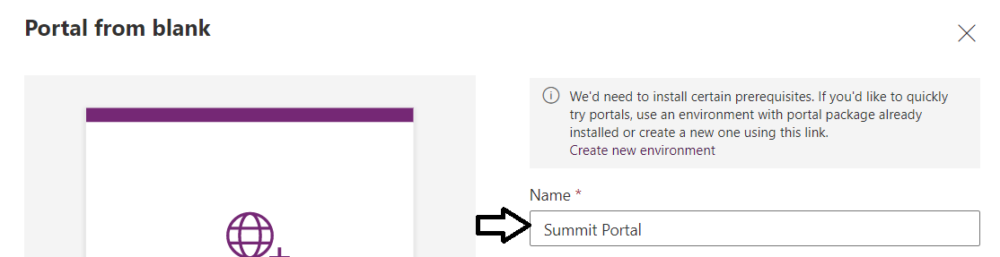 Portal from blank
We'd need to install certain prerequisites. If you'd like to quickly
try portals, use an environment with portal package already
installed or create a new one using this link.
Create new environment
Name *
Summit Portal